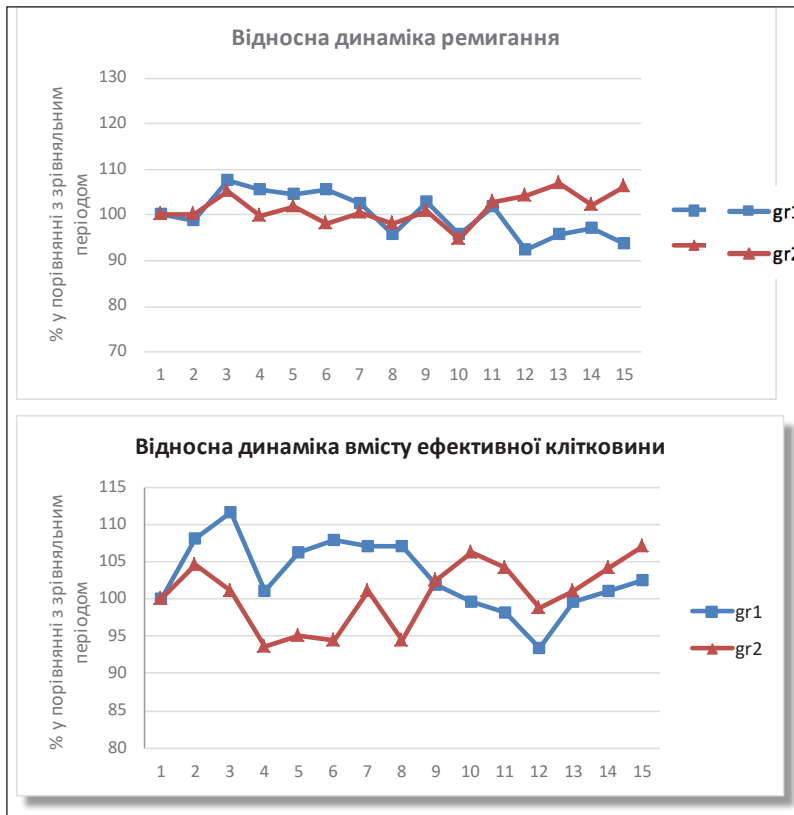 Відносна динаміка ремигання
% у порівнянні з зрівняльним
періодом
130
120
110
100
90
80
70
1 2 3 4 5 6 7 8 9 10 11 12 13 14 15
gr1
gr2
Відносна динаміка вмісту ефективної клітковини
% у порівнянні з зрівняльним
періодом
115
110
105
100
95
90
85
80
1 2 3 4 5 6 7 8 9 10 11 12 13 14 15
gr1
gr2